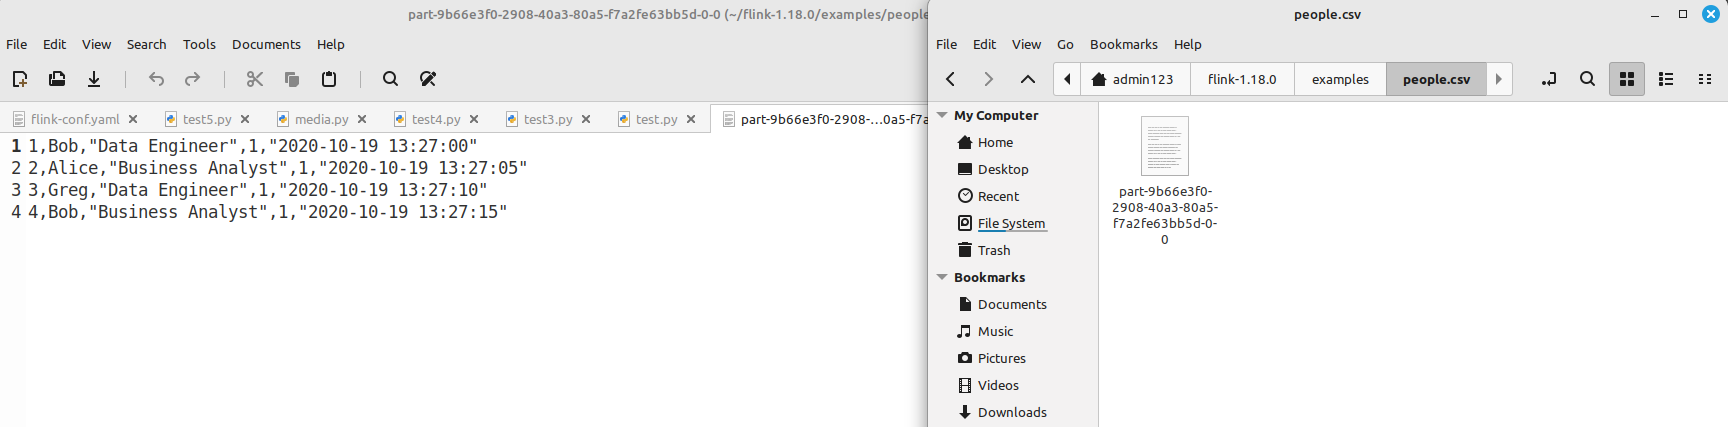 part-9b66e3f0-2908-40a3-80a5-f7a2fe63bb5d-0-0 (~/flink-1.18.0/examples/people
File Edit View Search Tools Documents Help
flink-conf.yaml test5.py media.py test4.py test3.py test.py part-9b66e3f0-2908-...0a5-f7a
1 1,Bob,"Data Engineer",1,"2020-10-19 13:27:00"
2 2,Alice,"Business Analyst",1,"2020-10-19 13:27:05"
3 3,Greg,"Data Engineer",1,"2020-10-19 13:27:10"
4 4,Bob,"Business Analyst",1,"2020-10-19 13:27:15"
people.csv
File Edit View Go Bookmarks Help
admin123 flink-1.18.0 examples people.csv
My Computer
Home
Desktop
Recent
File System
Trash
Bookmarks
Documents
Music
Pictures
Videos
Downloads
part-9b66e3f0-
2908-40a3-80a5-
f7a2fe63bb5d-0-
0